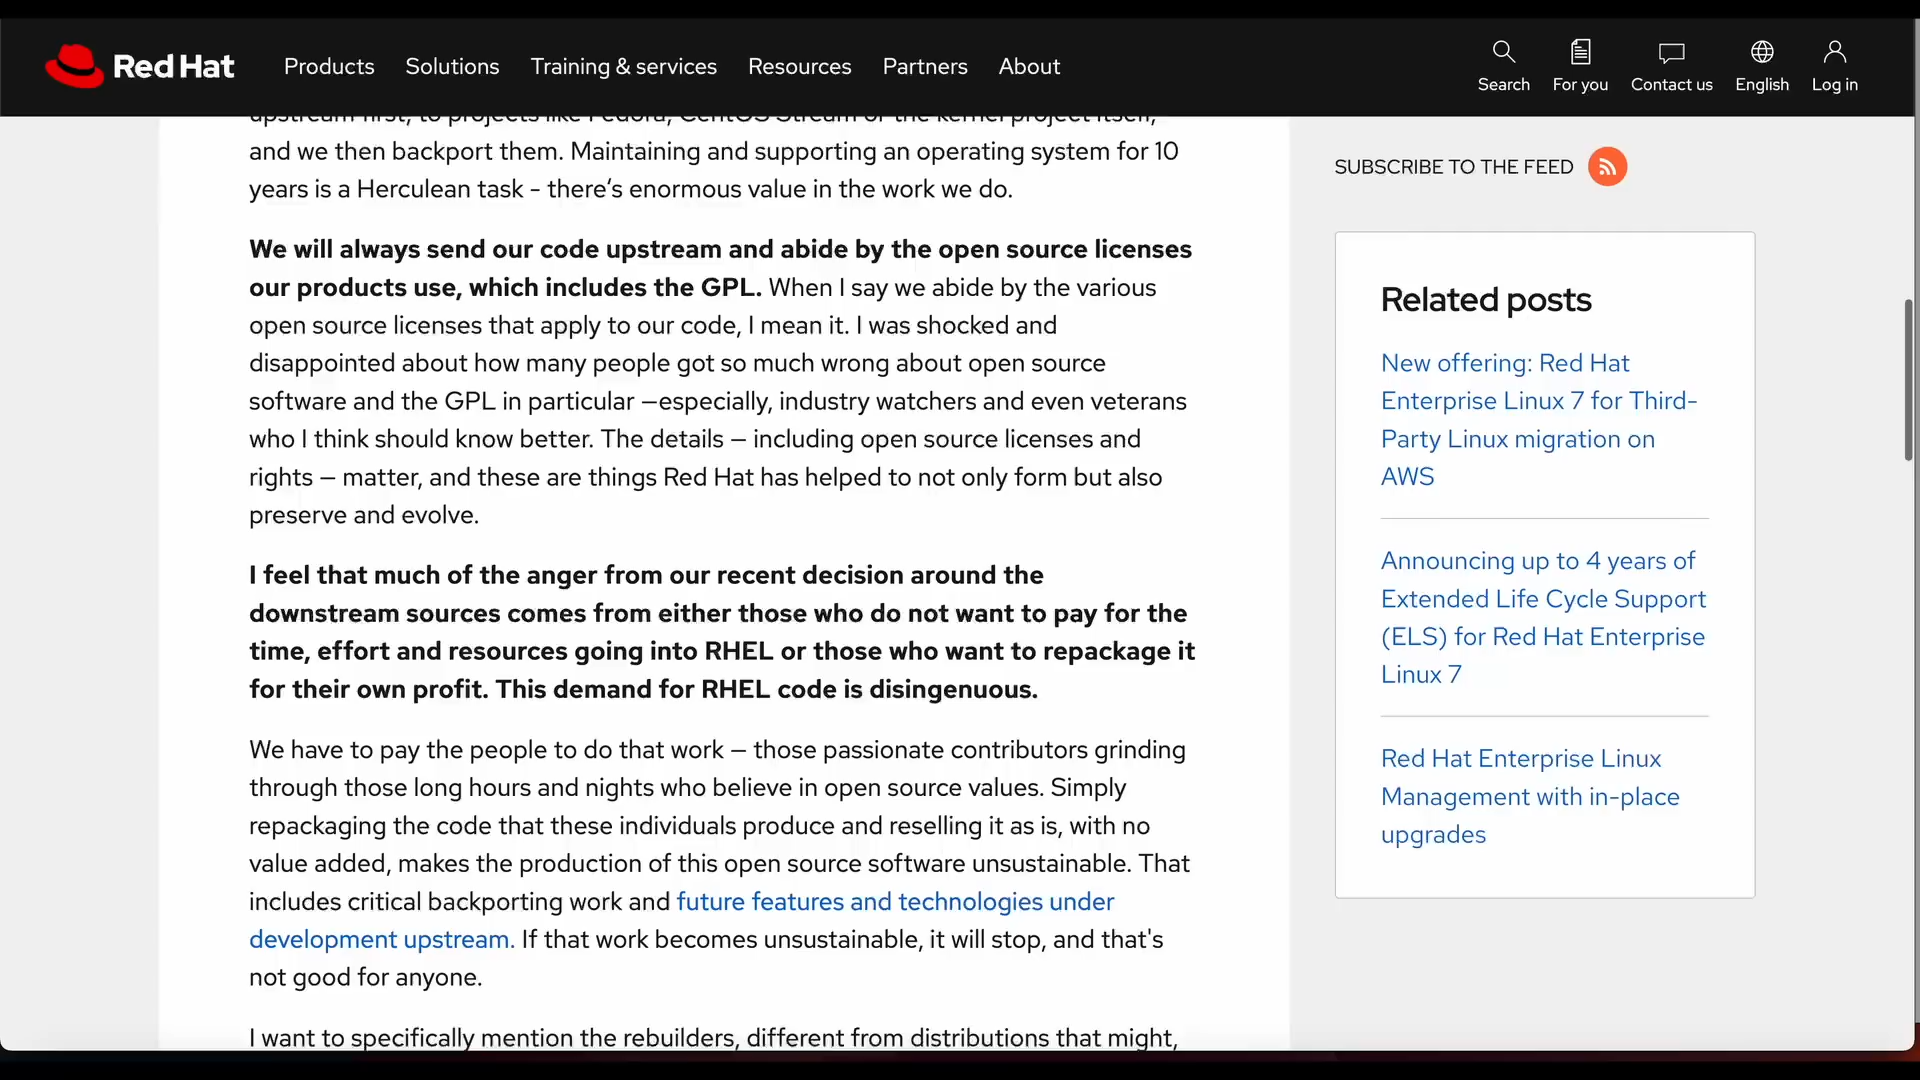 Red Hat
Products
Solutions
Training & services
Resources
Partners
About
Search
For you
Contact us
English
Log in
upstream first, to projects like Fedora, CentOS Stream or the kernel project itself,
and we then backport them. Maintaining and supporting an operating system for 10
years is a Herculean task - there’s enormous value in the work we do.
We will always send our code upstream and abide by the open source licenses
our products use, which includes the GPL. When I say we abide by the various
open source licenses that apply to our code, I mean it. I was shocked and
disappointed about how many people got so much wrong about open source
software and the GPL in particular —especially, industry watchers and even veterans
who I think should know better. The details — including open source licenses and
rights — matter, and these are things Red Hat has helped to not only form but also
preserve and evolve.
I feel that much of the anger from our recent decision around the
downstream sources comes from either those who do not want to pay for the
time, effort and resources going into RHEL or those who want to repackage it
for their own profit. This demand for RHEL code is disingenuous.
We have to pay the people to do that work — those passionate contributors grinding
through those long hours and nights who believe in open source values. Simply
repackaging the code that these individuals produce and reselling it as is, with no
value added, makes the production of this open source software unsustainable. That
includes critical backporting work and future features and technologies under
development upstream. If that work becomes unsustainable, it will stop, and that's
not good for anyone.
I want to specifically mention the rebuilders, different from distributions that might,
SUBSCRIBE TO THE FEED
Related posts
New offering: Red Hat
Enterprise Linux 7 for Third-
Party Linux migration on
AWS
Announcing up to 4 years of
Extended Life Cycle Support
(ELS) for Red Hat Enterprise
Linux 7
Red Hat Enterprise Linux
Management with in-place
upgrades